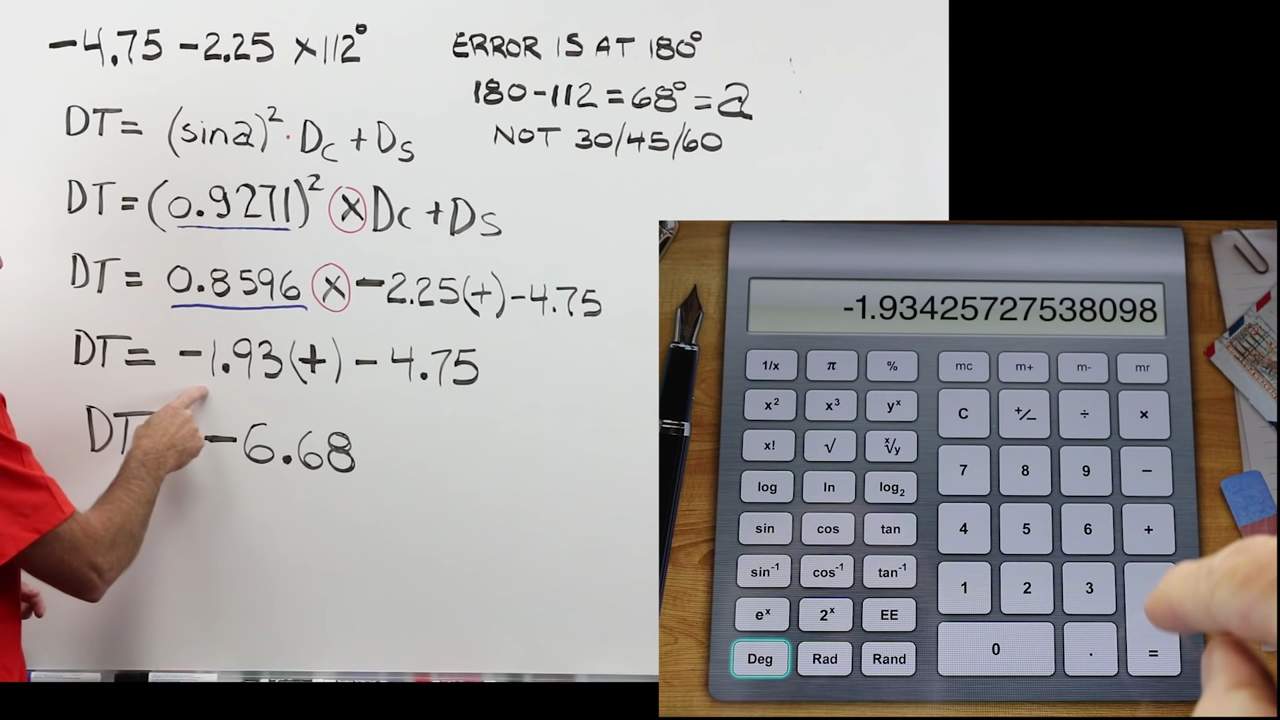 -4.75 -2.25 ×112°
DT= (sina)²·Dc+Ds
DT=(0.9271)² × Dc+Ds
DT= 0.8596 × -2.25(+)-4.75
DT= -1.93(+)-4.75
DT -6.68
ERROR IS AT 180°
180-112=68°=a
NOT 30/45/60
-1.93425727538098
1/x π % mc m+ m- mr
x² x³ yˣ C +/− ÷ ×
x! √ ˣ√y 7 8 9 −
log ln log₂
sin cos tan 4 5 6 +
sin⁻¹ cos⁻¹ tan⁻¹ 1 2 3
eˣ 2ˣ EE
Deg Rad Rand 0 . =